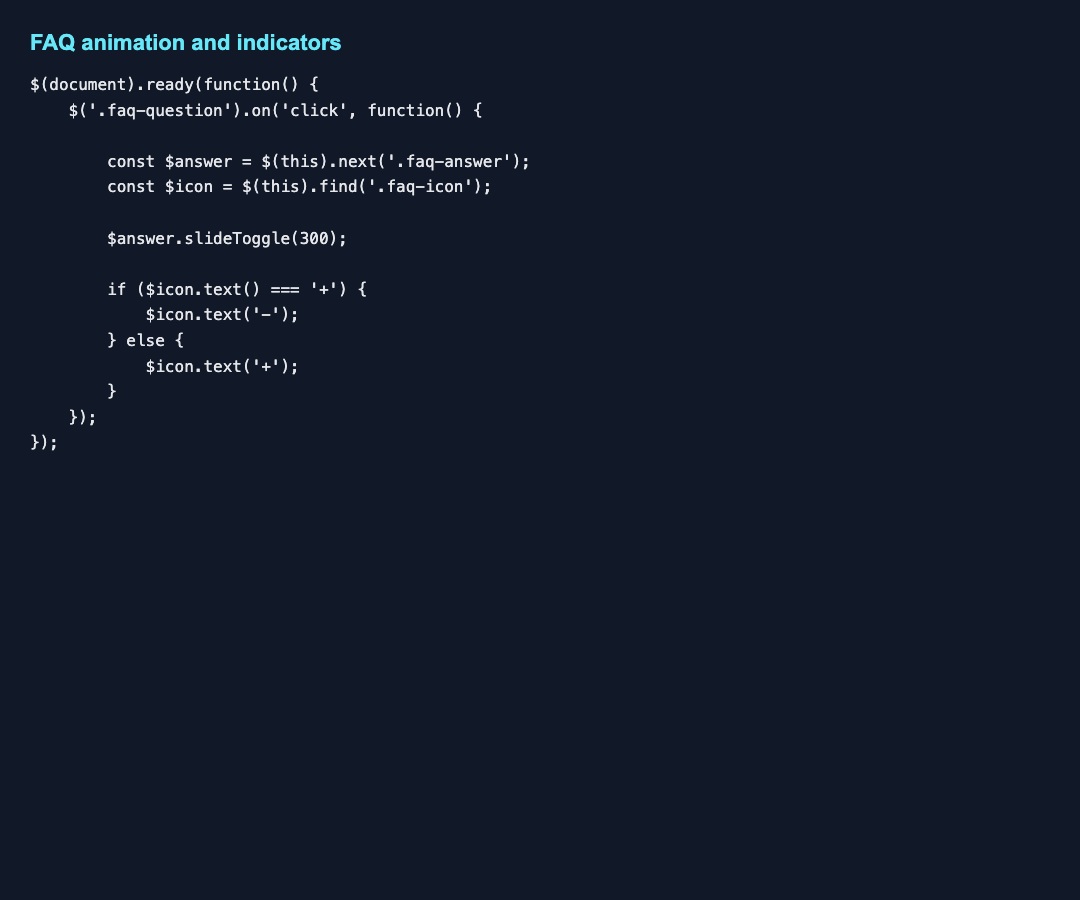 FAQ animation and indicators
$(document).ready(function() {
    $('.faq-question').on('click', function() {

        const $answer = $(this).next('.faq-answer');
        const $icon = $(this).find('.faq-icon');

        $answer.slideToggle(300);

        if ($icon.text() === '+') {
            $icon.text('-');
        } else {
            $icon.text('+');
        }
    });
});